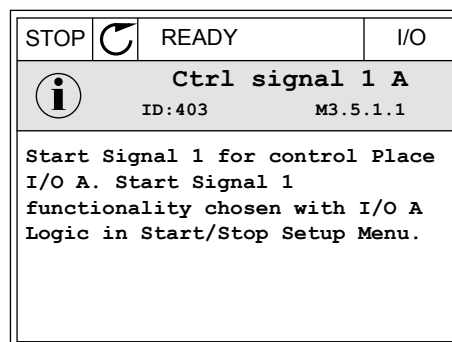 STOP READY I/O
Ctrl signal 1 A
ID:403 M3.5.1.1
Start Signal 1 for control Place
I/O A. Start Signal 1
functionality chosen with I/O A
Logic in Start/Stop Setup Menu.